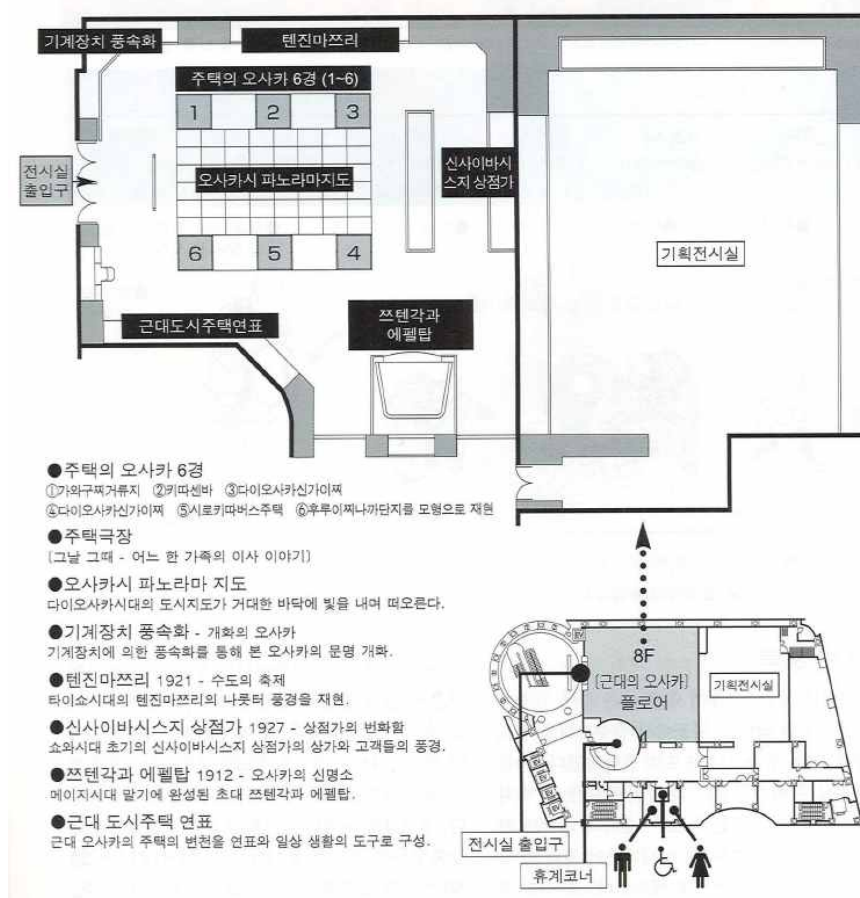 기계장치 풍속화
텐진마쯔리
주택의 오사카 6경 (1~6)
1 2 3
전시실
출입구
오사카시 파노라마지도
신사이바시
스지 상점가
기획전시실
6 5 4
근대도시주택연표
쯔텐각과
에펠탑
●주택의 오사카 6경
①가와구찌거류지 ②키따센바 ③다이오사카신가이찌
④다이오사카신가이찌 ⑤시로키따버스주택 ⑥후루이찌나까단지를 모형으로 재현
●주택극장
(그날 그때 - 어느 한 가족의 이사 이야기)
●오사카시 파노라마 지도
다이오사카시대의 도시지도가 거대한 바닥에 빛을 내며 떠오른다.
●기계장치 풍속화 - 개화의 오사카
기계장치에 의한 풍속화를 통해 본 오사카의 문명 개화.
●텐진마쯔리 1921 - 수도의 축제
타이쇼시대의 텐진마쯔리의 나룻터 풍경을 재현.
●신사이바시스지 상점가 1927 - 상점가의 번화함
쇼와시대 초기의 신사이바시스지 상점가의 상가와 고객들의 풍경.
●쯔텐각과 에펠탑 1912 - 오사카의 신명소
메이지시대 말기에 완성된 초대 쯔텐각과 에펠탑.
●근대 도시주택 연표
근대 오사카의 주택의 변천을 연표와 일상 생활의 도구로 구성.
EV
8F
(근대의 오사카)
플로어
기획전시실
EV
EV
EV
EV
전시실 출입구
휴계코너